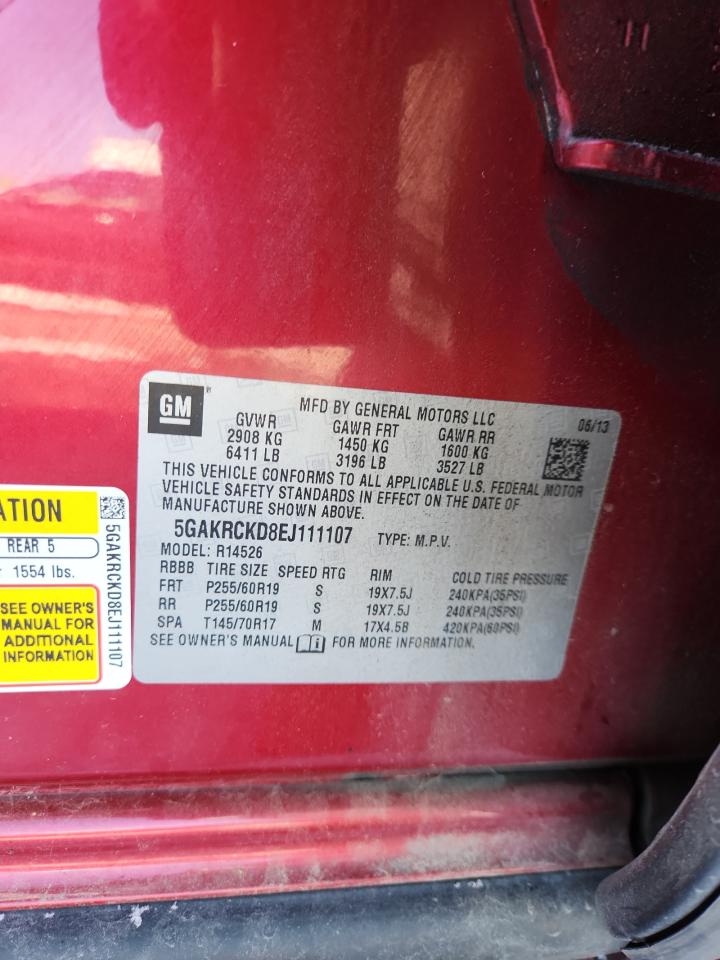 GM
MFD BY GENERAL MOTORS LLC
06/13
GVWR GAWR FRT GAWR RR
2908 KG 1450 KG 1600 KG
6411 LB 3196 LB 3527 LB
THIS VEHICLE CONFORMS TO ALL APPLICABLE U.S. FEDERAL MOTOR
VEHICLE SAFETY STANDARDS IN EFFECT ON THE DATE OF
MANUFACTURE SHOWN ABOVE.
5GAKRCKD8EJ111107 TYPE: M.P.V.
MODEL: R14526
RBBB TIRE SIZE SPEED RTG RIM COLD TIRE PRESSURE
FRT P255/60R19 S 19X7.5J 240KPA(35PSI)
RR P255/60R19 S 19X7.5J 240KPA(35PSI)
SPA T145/70R17 M 17X4.5B 420KPA(60PSI)
SEE OWNER'S MANUAL i FOR MORE INFORMATION.
ATION
REAR 5
1554 lbs.
SEE OWNER'S
MANUAL FOR
ADDITIONAL
INFORMATION
5GAKRCKD8EJ111107